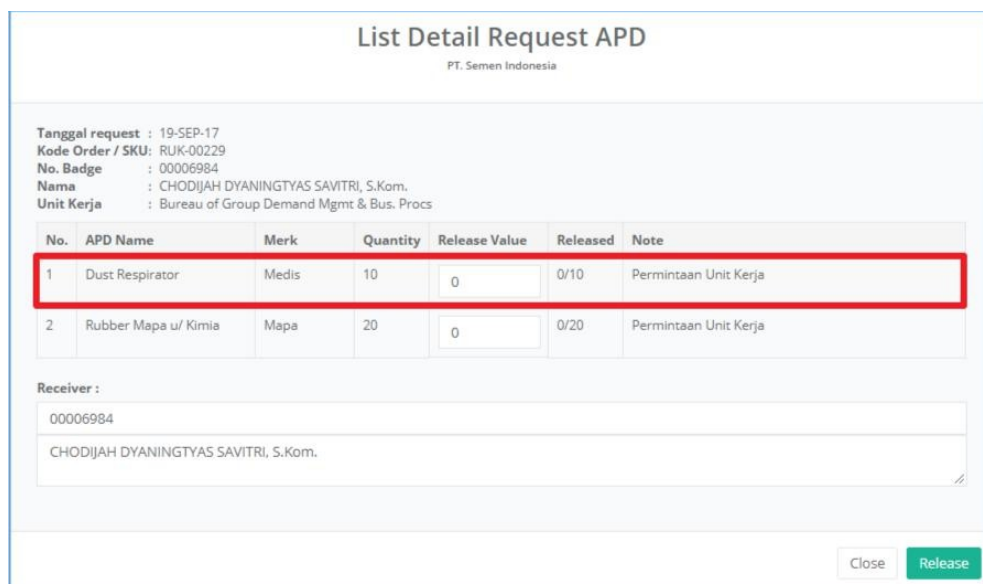 List Detail Request APD
PT. Semen Indonesia
Tanggal request : 19-SEP-17
Kode Order / SKU: RUK-00229
No. Badge : 00006984
Nama : CHODIJAH DYANINGTYAS SAVITRI, S.Kom.
Unit Kerja : Bureau of Group Demand Mgmt & Bus. Procs
No. APD Name Merk Quantity Release Value Released Note
1 Dust Respirator Medis 10 0 0/10 Permintaan Unit Kerja
2 Rubber Mapa u/ Kimia Mapa 20 0 0/20 Permintaan Unit Kerja
Receiver :
00006984
CHODIJAH DYANINGTYAS SAVITRI, S.Kom.
Close Release